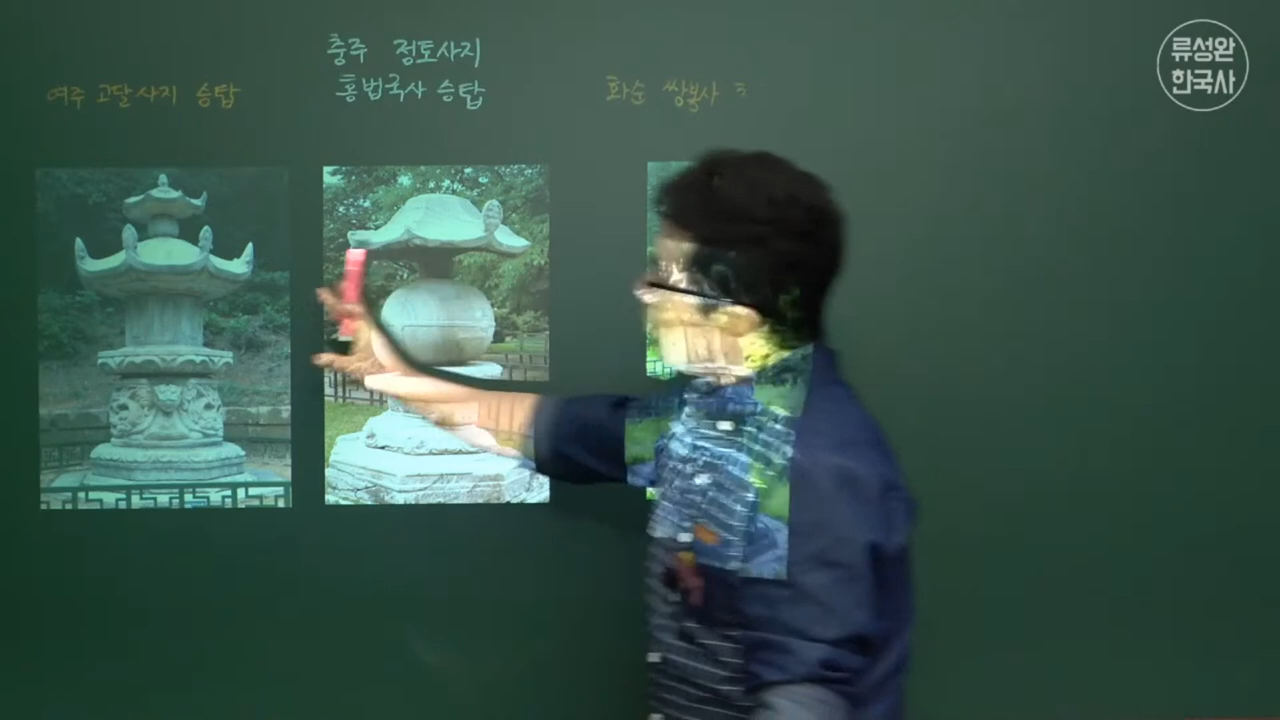 여주 고달사지 승탑
충주 정토사지
홍법국사 승탑
화순 쌍봉사
류성완
한국사